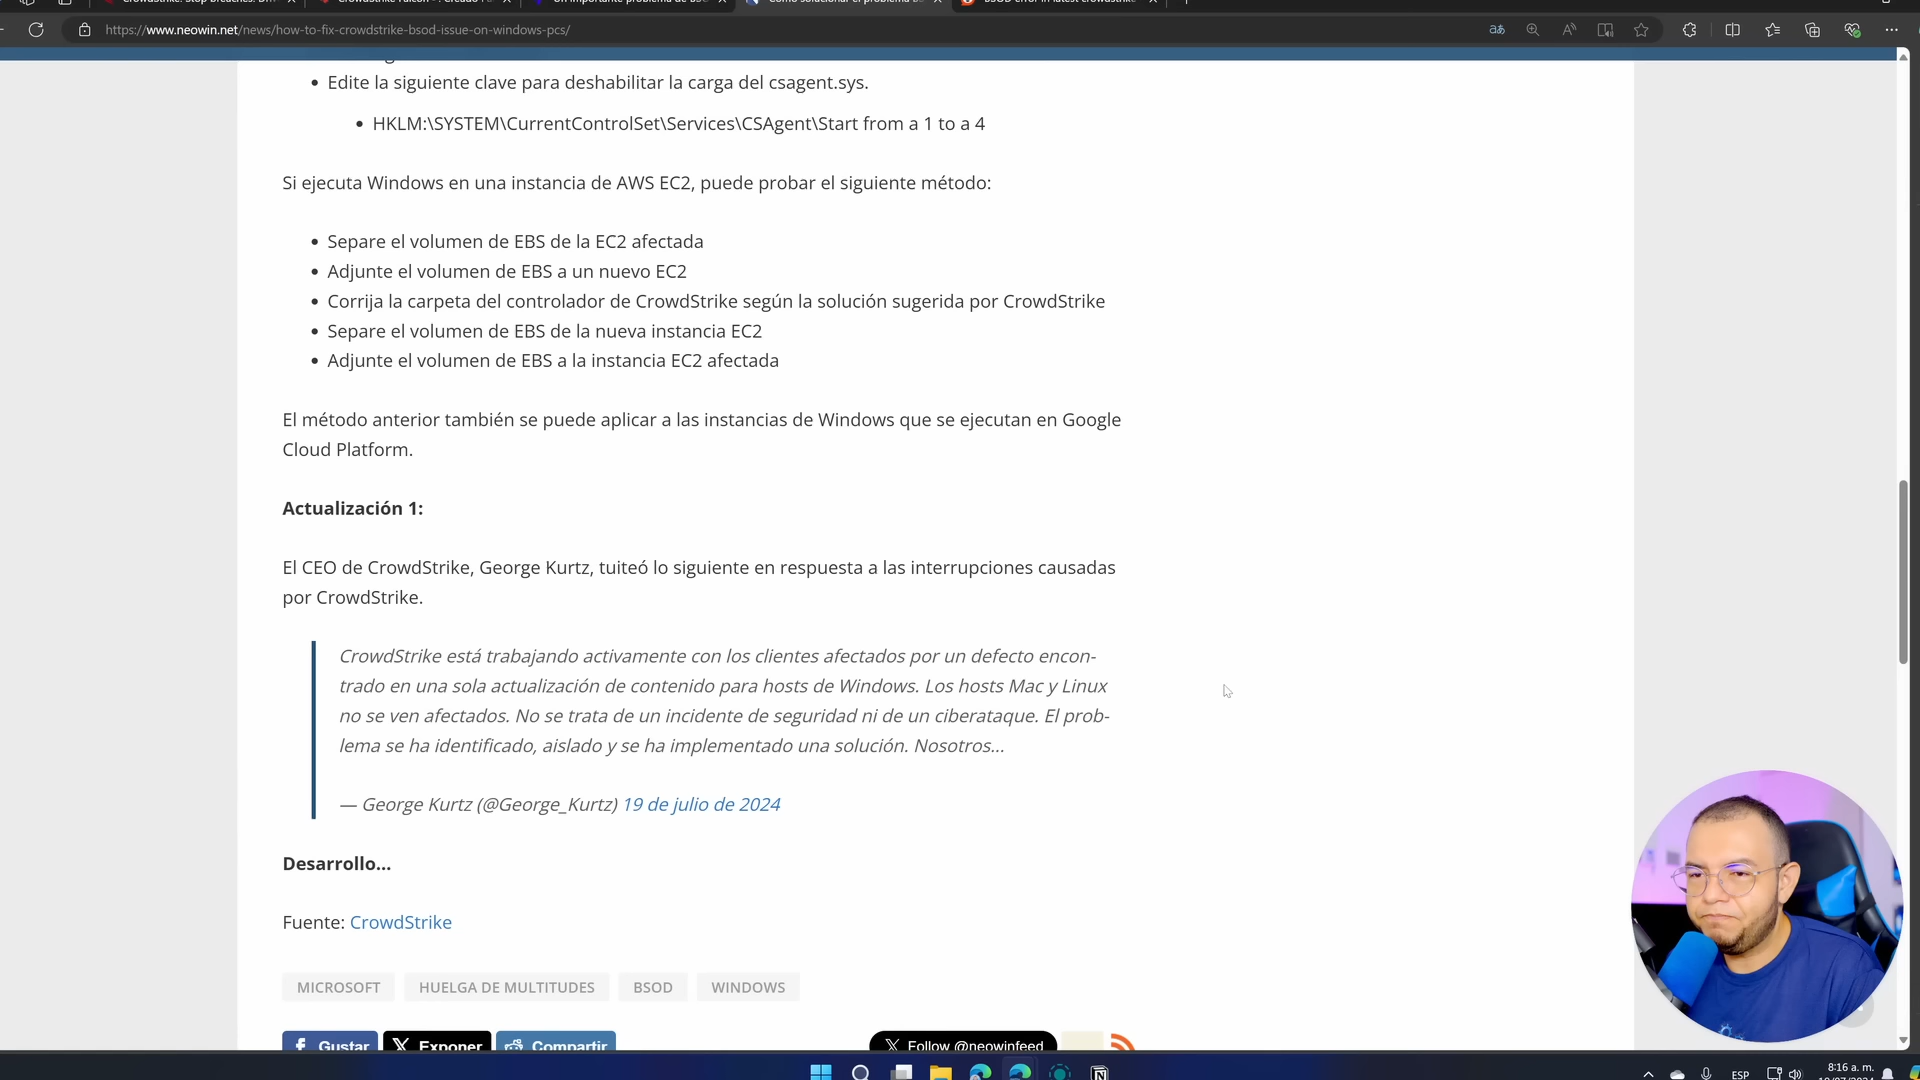 https://www.neowin.net/news/how-to-fix-crowdstrike-bsod-issue-on-windows-pcs/
Edite la siguiente clave para deshabilitar la carga del csagent.sys.
HKLM:\SYSTEM\CurrentControlSet\Services\CSAgent\Start from a 1 to a 4
Si ejecuta Windows en una instancia de AWS EC2, puede probar el siguiente método:
Separe el volumen de EBS de la EC2 afectada
Adjunte el volumen de EBS a un nuevo EC2
Corrija la carpeta del controlador de CrowdStrike según la solución sugerida por CrowdStrike
Separe el volumen de EBS de la nueva instancia EC2
Adjunte el volumen de EBS a la instancia EC2 afectada
El método anterior también se puede aplicar a las instancias de Windows que se ejecutan en Google
Cloud Platform.
Actualización 1:
El CEO de CrowdStrike, George Kurtz, tuiteó lo siguiente en respuesta a las interrupciones causadas
por CrowdStrike.
CrowdStrike está trabajando activamente con los clientes afectados por un defecto encon-
trado en una sola actualización de contenido para hosts de Windows. Los hosts Mac y Linux
no se ven afectados. No se trata de un incidente de seguridad ni de un ciberataque. El prob-
lema se ha identificado, aislado y se ha implementado una solución. Nosotros...
— George Kurtz (@George_Kurtz) 19 de julio de 2024
Desarrollo...
Fuente: CrowdStrike
MICROSOFT HUELGA DE MULTITUDES BSOD WINDOWS
Gustar Exponer Compartir Follow @neowinfeed
ESP 8:16 a. m.